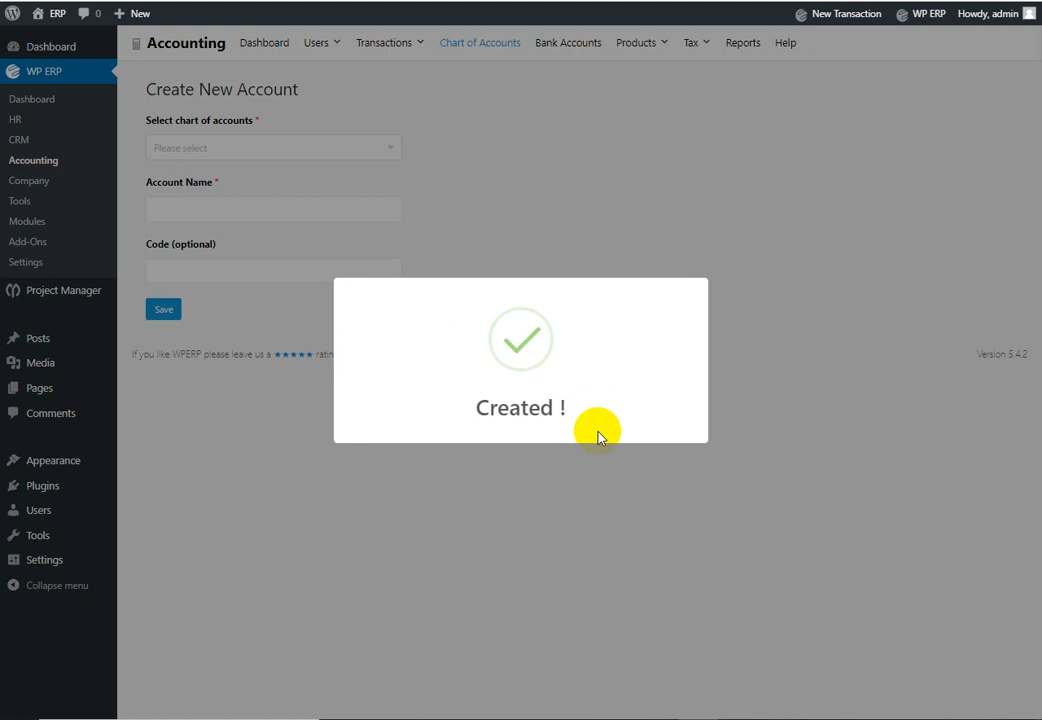 ERP 0 New New Transaction WP ERP Howdy, admin
Accounting Dashboard Users Transactions Chart of Accounts Bank Accounts Products Tax Reports Help
Dashboard
WP ERP
Dashboard
HR
CRM
Accounting
Company
Tools
Modules
Add-Ons
Settings
Project Manager
Posts
Media
Pages
Comments
Appearance
Plugins
Users
Tools
Settings
Collapse menu
Create New Account
Select chart of accounts *
Please select
Account Name *
Code (optional)
Save
If you like WPERP please leave us a ★★★★★ ratin
Version 5.4.2
Created !